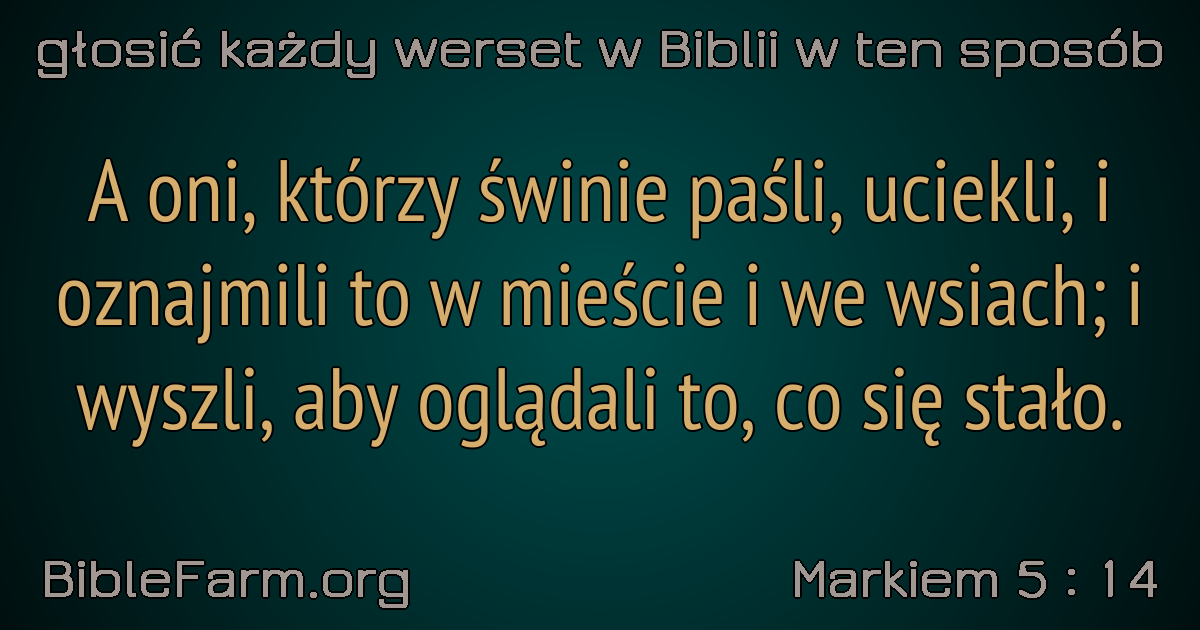 głosić każdy werset w Biblii w ten sposób
A oni, którzy świnie paśli, uciekli, i
oznajmili to w mieście i we wsiach; i
wyszli, aby oglądali to, co się stało.
BibleFarm.org
Markiem 5 : 14